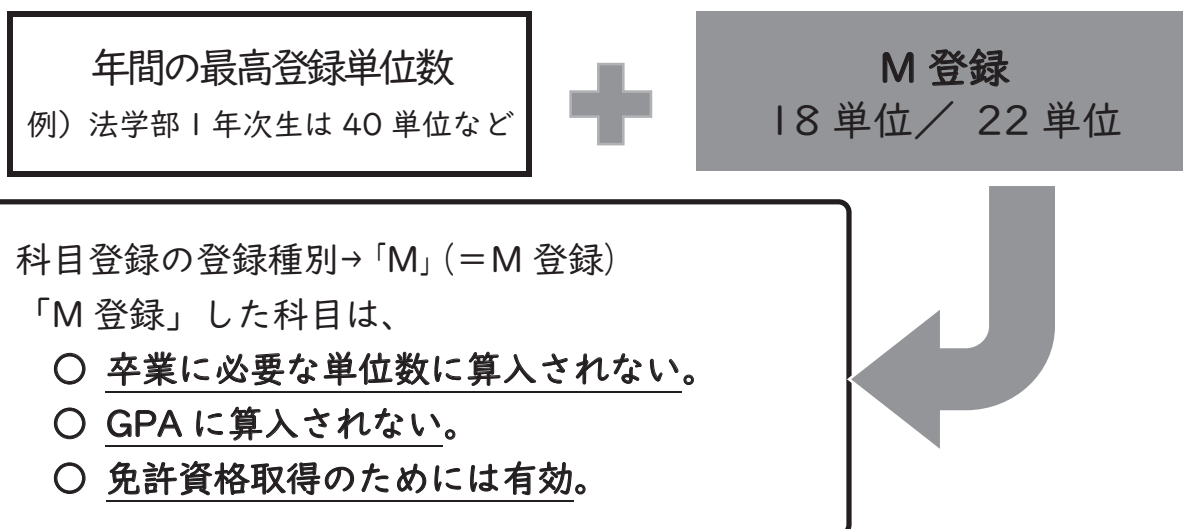 年間の最高登録単位数
例）法学部1年次生は 40 単位など
M 登録
18 単位／ 22 単位
科目登録の登録種別→「M」（＝M 登録）
「M 登録」した科目は、
○ 卒業に必要な単位数に算入されない。
○ GPA に算入されない。
○ 免許資格取得のためには有効。